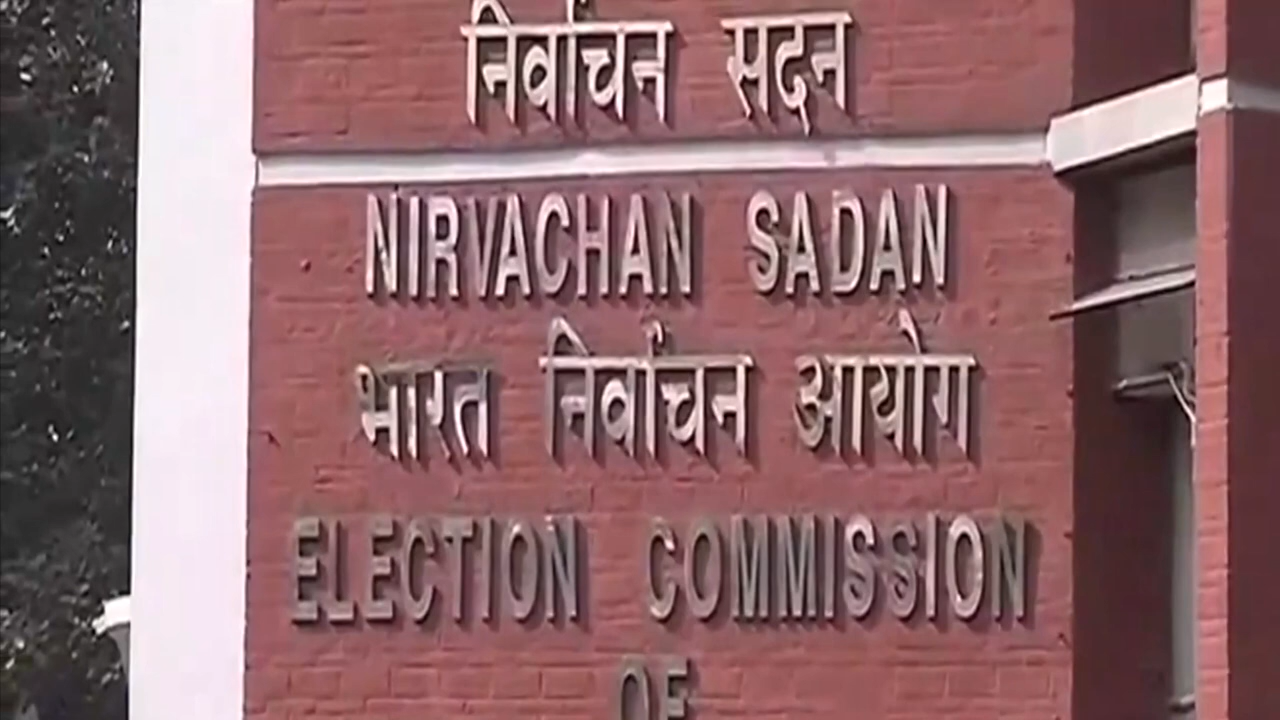 निर्वाचन सदन
NIRVACHAN SADAN
भारत निर्वाचन आयोग
ELECTION COMMISSION
OF